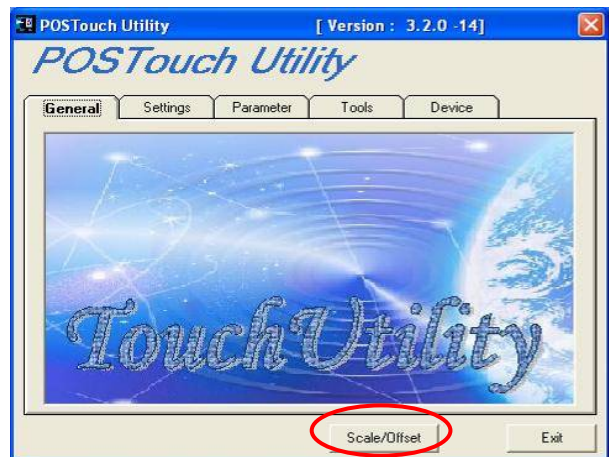 POSTouch Utility [ Version : 3.2.0 -14]
POSTouch Utility
General Settings Parameter Tools Device
TouchUtility
Scale/Offset Exit